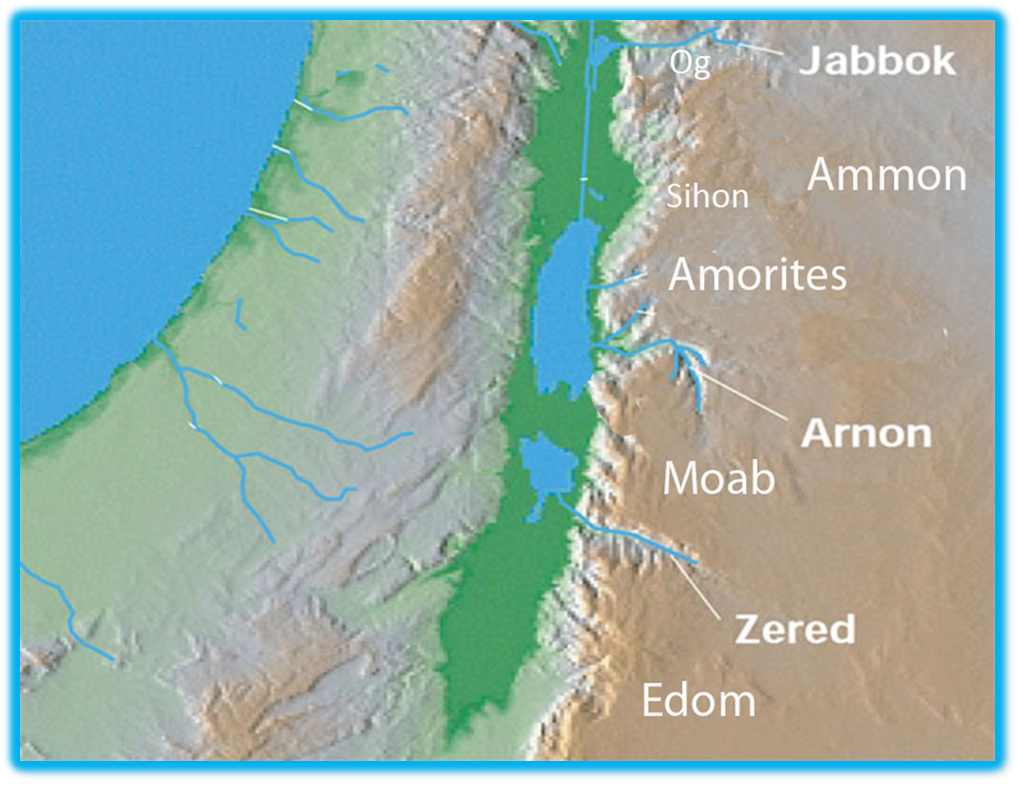 Og
Jabbok
Ammon
Sihon
Amorites
Arnon
Moab
Zered
Edom